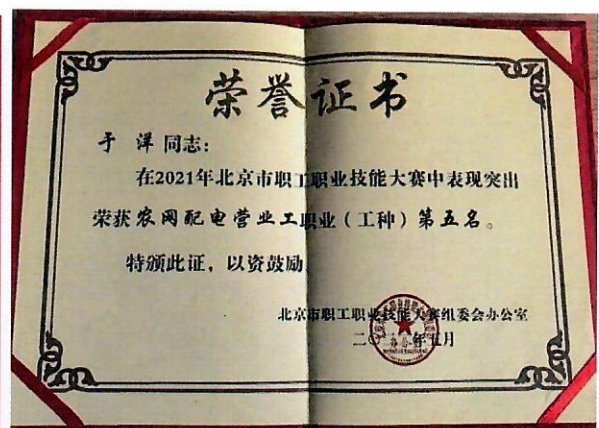 荣誉证书
于 洋 同志：
在2021年北京市职工职业技能大赛中表现突出
荣获农网配电营业工职业（工种）第五名。
特颁此证，以资鼓励
北京市职工职业技能大赛组委会办公室
二〇 年五月